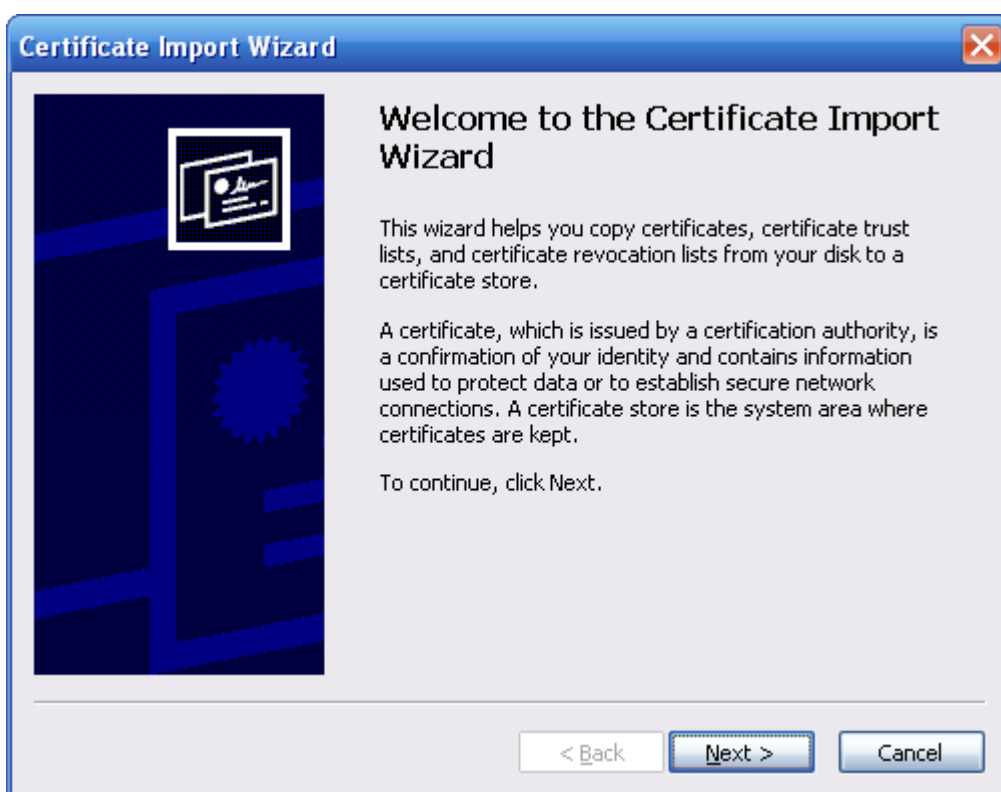 Certificate Import Wizard
Welcome to the Certificate Import
Wizard
This wizard helps you copy certificates, certificate trust
lists, and certificate revocation lists from your disk to a
certificate store.
A certificate, which is issued by a certification authority, is
a confirmation of your identity and contains information
used to protect data or to establish secure network
connections. A certificate store is the system area where
certificates are kept.
To continue, click Next.
< Back Next > Cancel